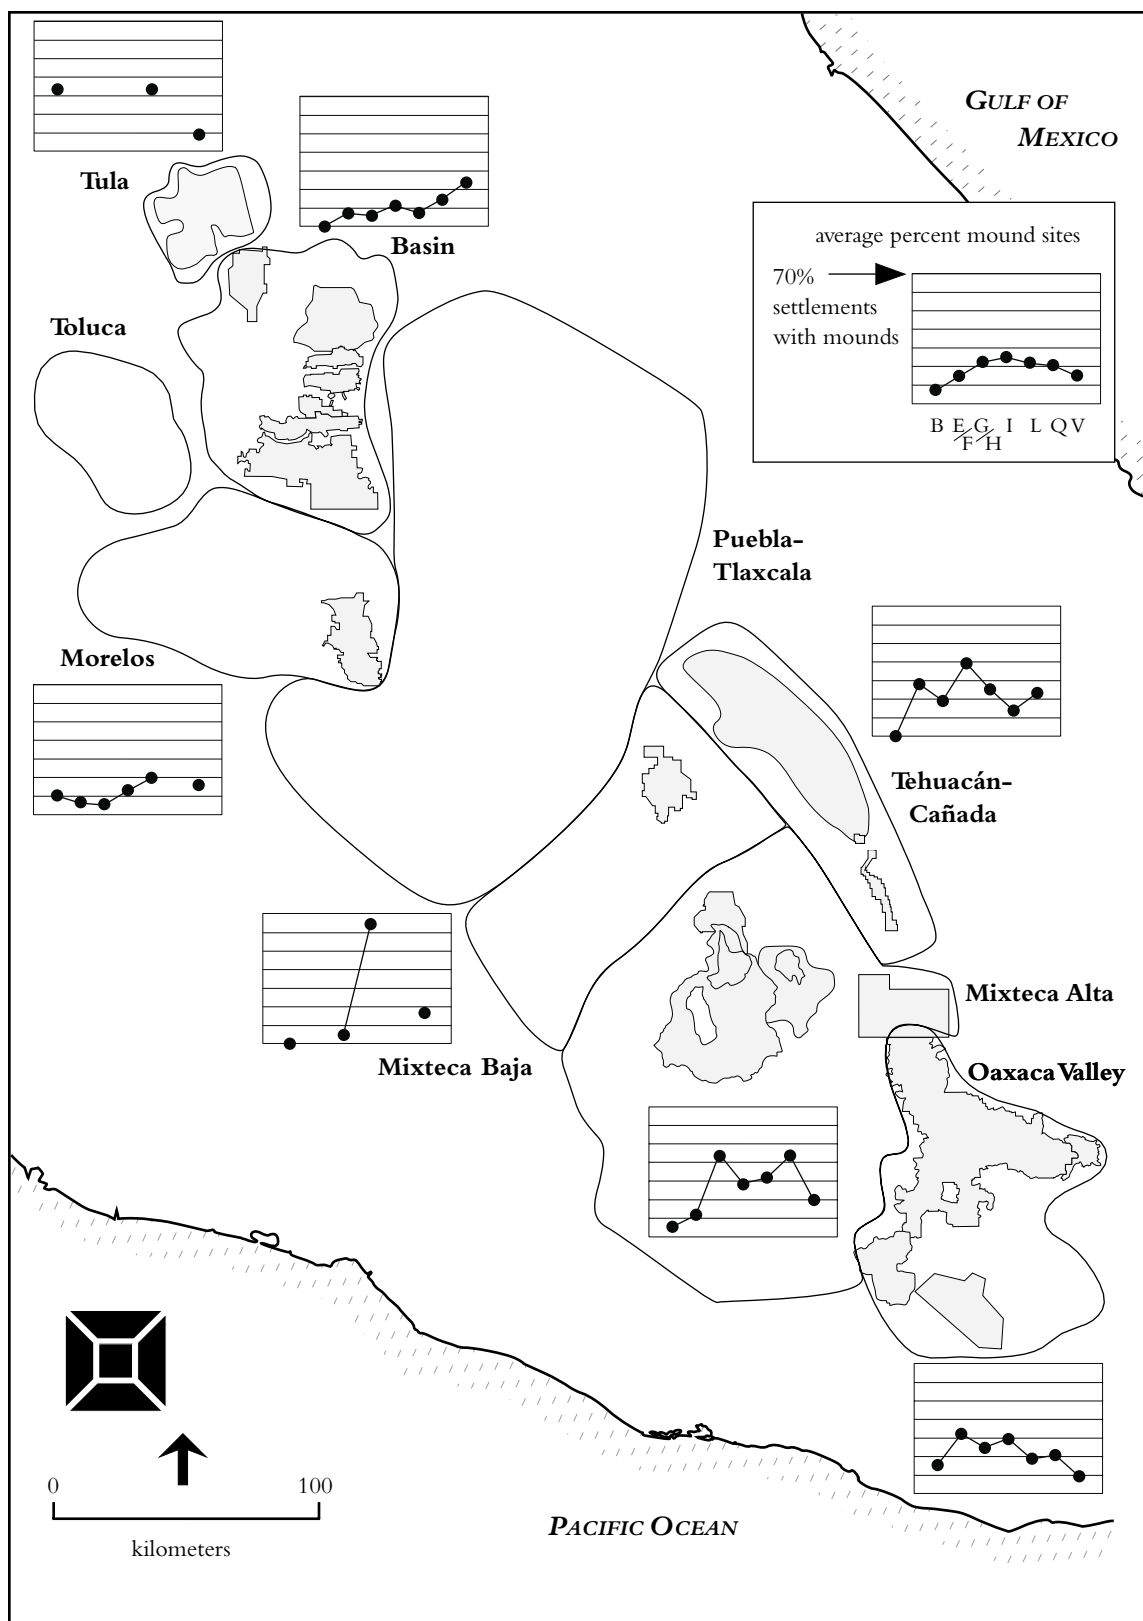 GULF OF
MEXICO
Tula
Basin
average percent mound sites
70%
settlements
with mounds
B E/F G/H I L Q V
Toluca
Puebla-
Tlaxcala
Morelos
Tehuacán-
Cañada
Mixteca Alta
Mixteca Baja
Oaxaca Valley
0 100
kilometers
PACIFIC OCEAN